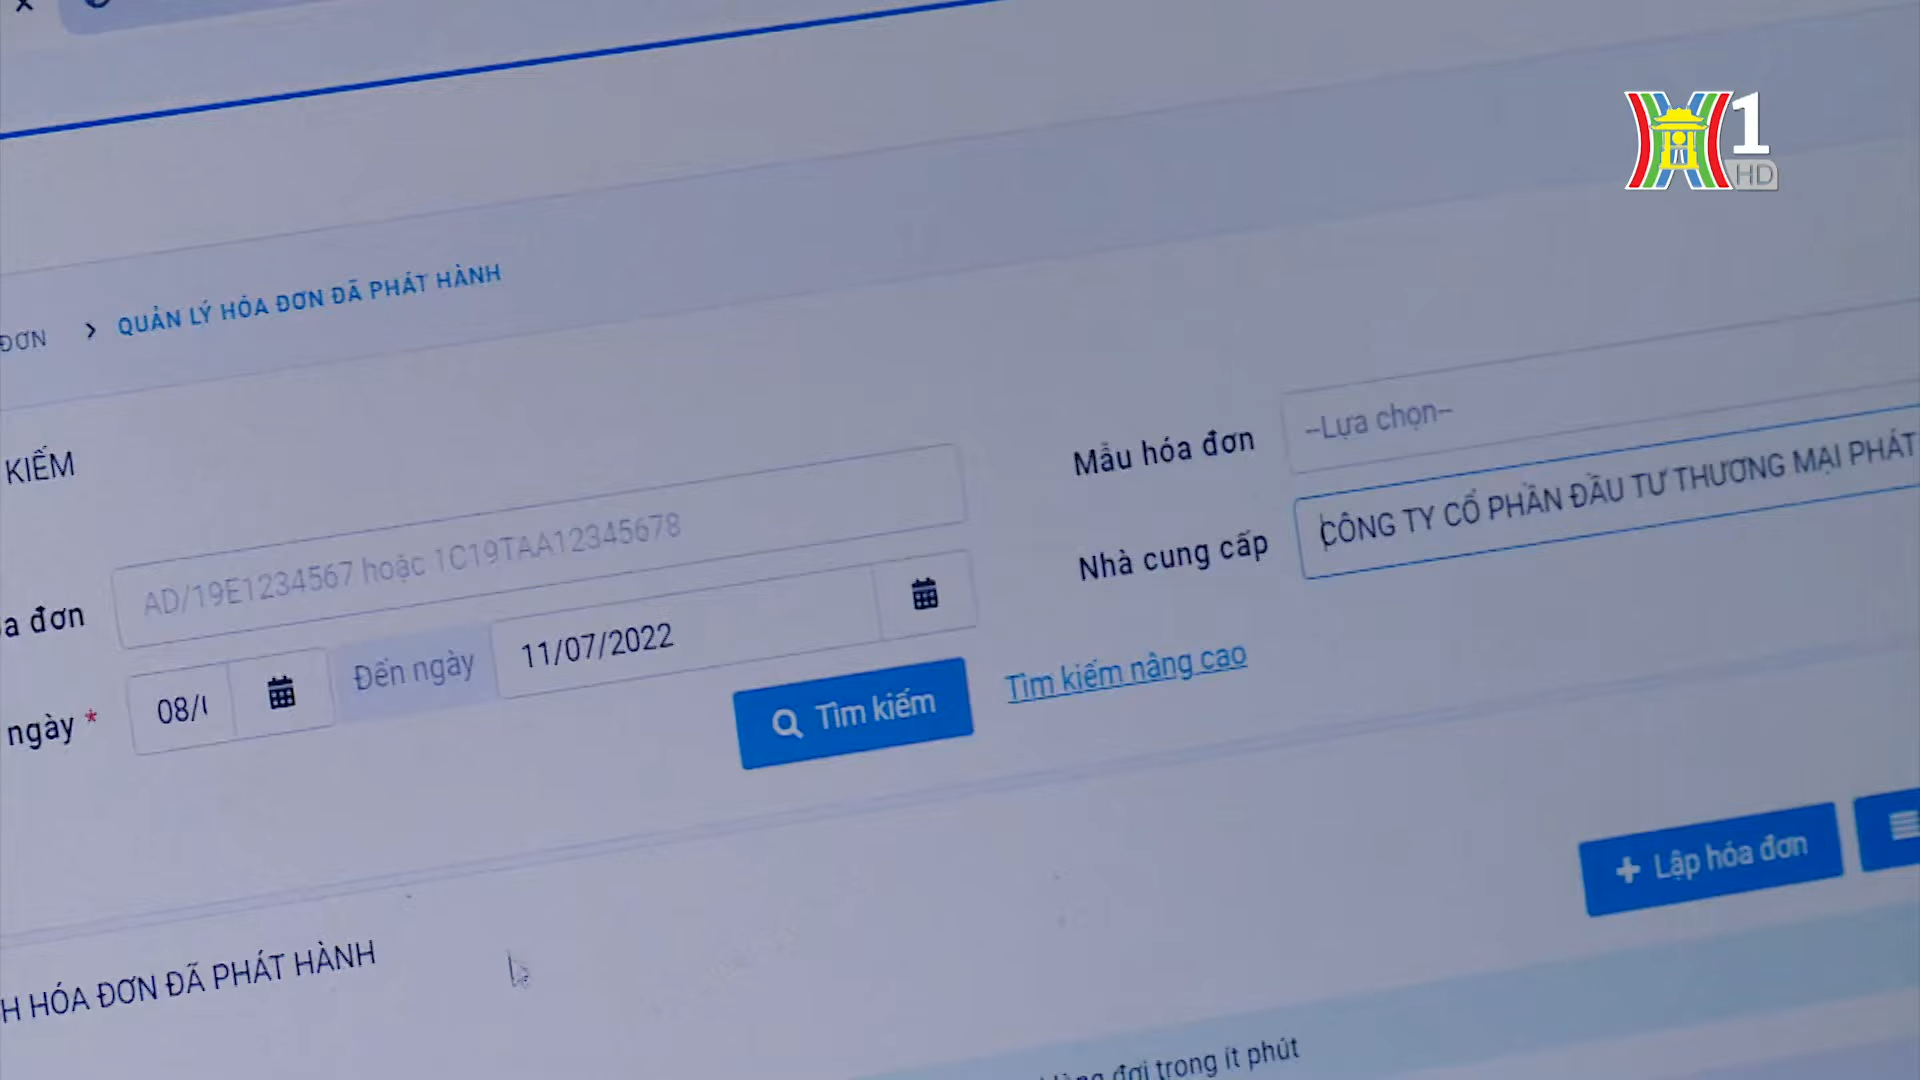 1
HD
ĐƠN > QUẢN LÝ HÓA ĐƠN ĐÃ PHÁT HÀNH
KIẾM
a đơn AD/19E1234567 hoặc 1C19TAA12345678
Mẫu hóa đơn --Lựa chọn--
ngày * 08/ Đến ngày 11/07/2022
Nhà cung cấp CÔNG TY CỔ PHẦN ĐẦU TƯ THƯƠNG MẠI PHÁT
Tìm kiếm Tìm kiếm nâng cao
+ Lập hóa đơn
H HÓA ĐƠN ĐÃ PHÁT HÀNH
đợi trong ít phút